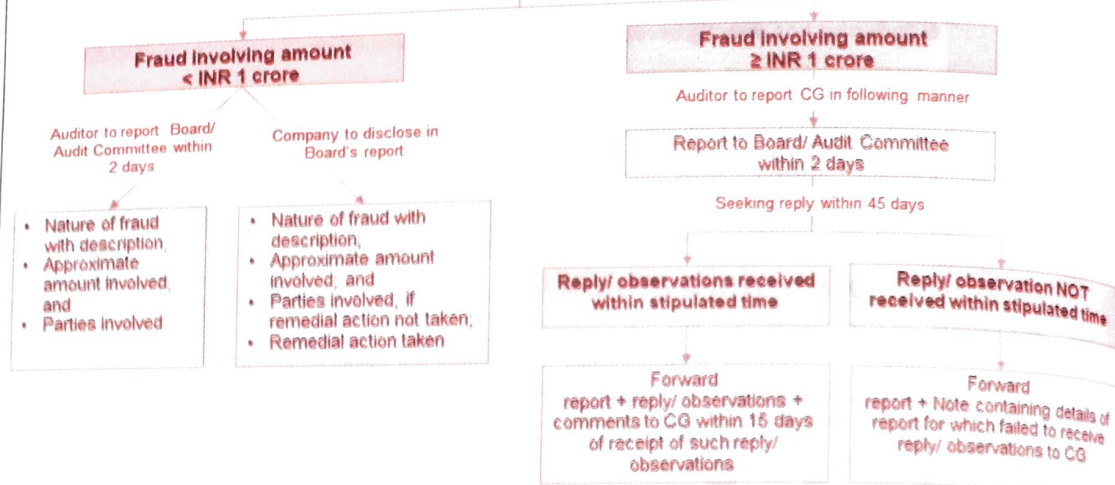 Fraud involving amount
< INR 1 crore
Auditor to report Board/
Audit Committee within
2 days
Company to disclose in
Board's report
• Nature of fraud
with description,
• Approximate
amount involved,
and
• Parties involved
• Nature of fraud with
description,
• Approximate amount
involved, and
• Parties involved, if
remedial action not taken,
• Remedial action taken
Fraud involving amount
≥ INR 1 crore
Auditor to report CG in following manner
Report to Board/ Audit Committee
within 2 days
Seeking reply within 45 days
Reply/ observations received
within stipulated time
Reply/ observation NOT
received within stipulated time
Forward
report + reply/ observations +
comments to CG within 15 days
of receipt of such reply/
observations
Forward
report + Note containing details of
report for which failed to receive
reply/ observations to CG